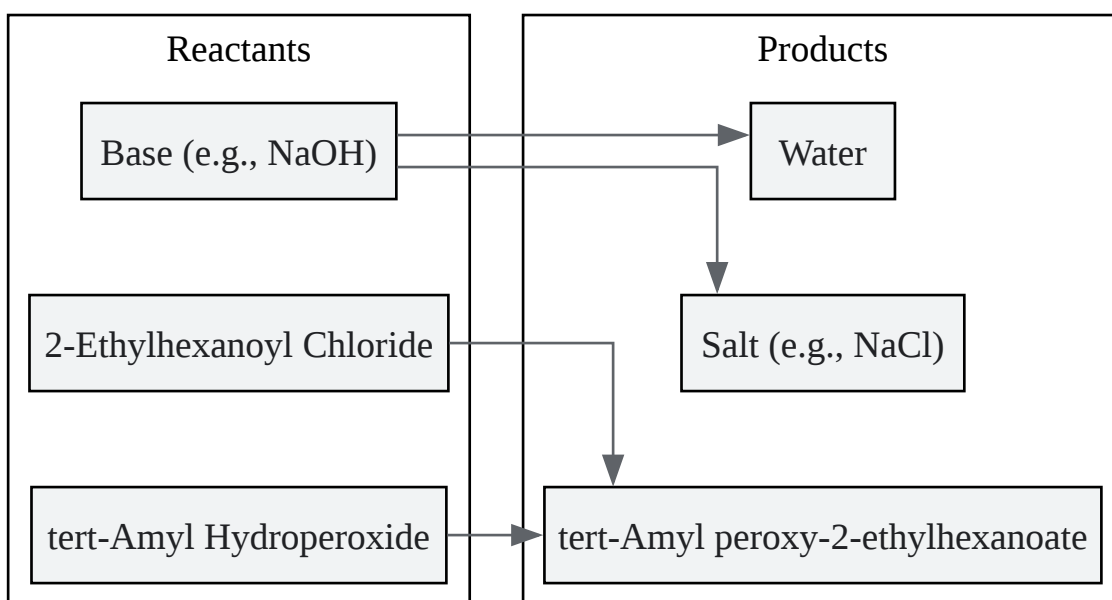 Reactants
Base (e.g., NaOH)
2-Ethylhexanoyl Chloride
tert-Amyl Hydroperoxide
Products
Water
Salt (e.g., NaCl)
tert-Amyl peroxy-2-ethylhexanoate